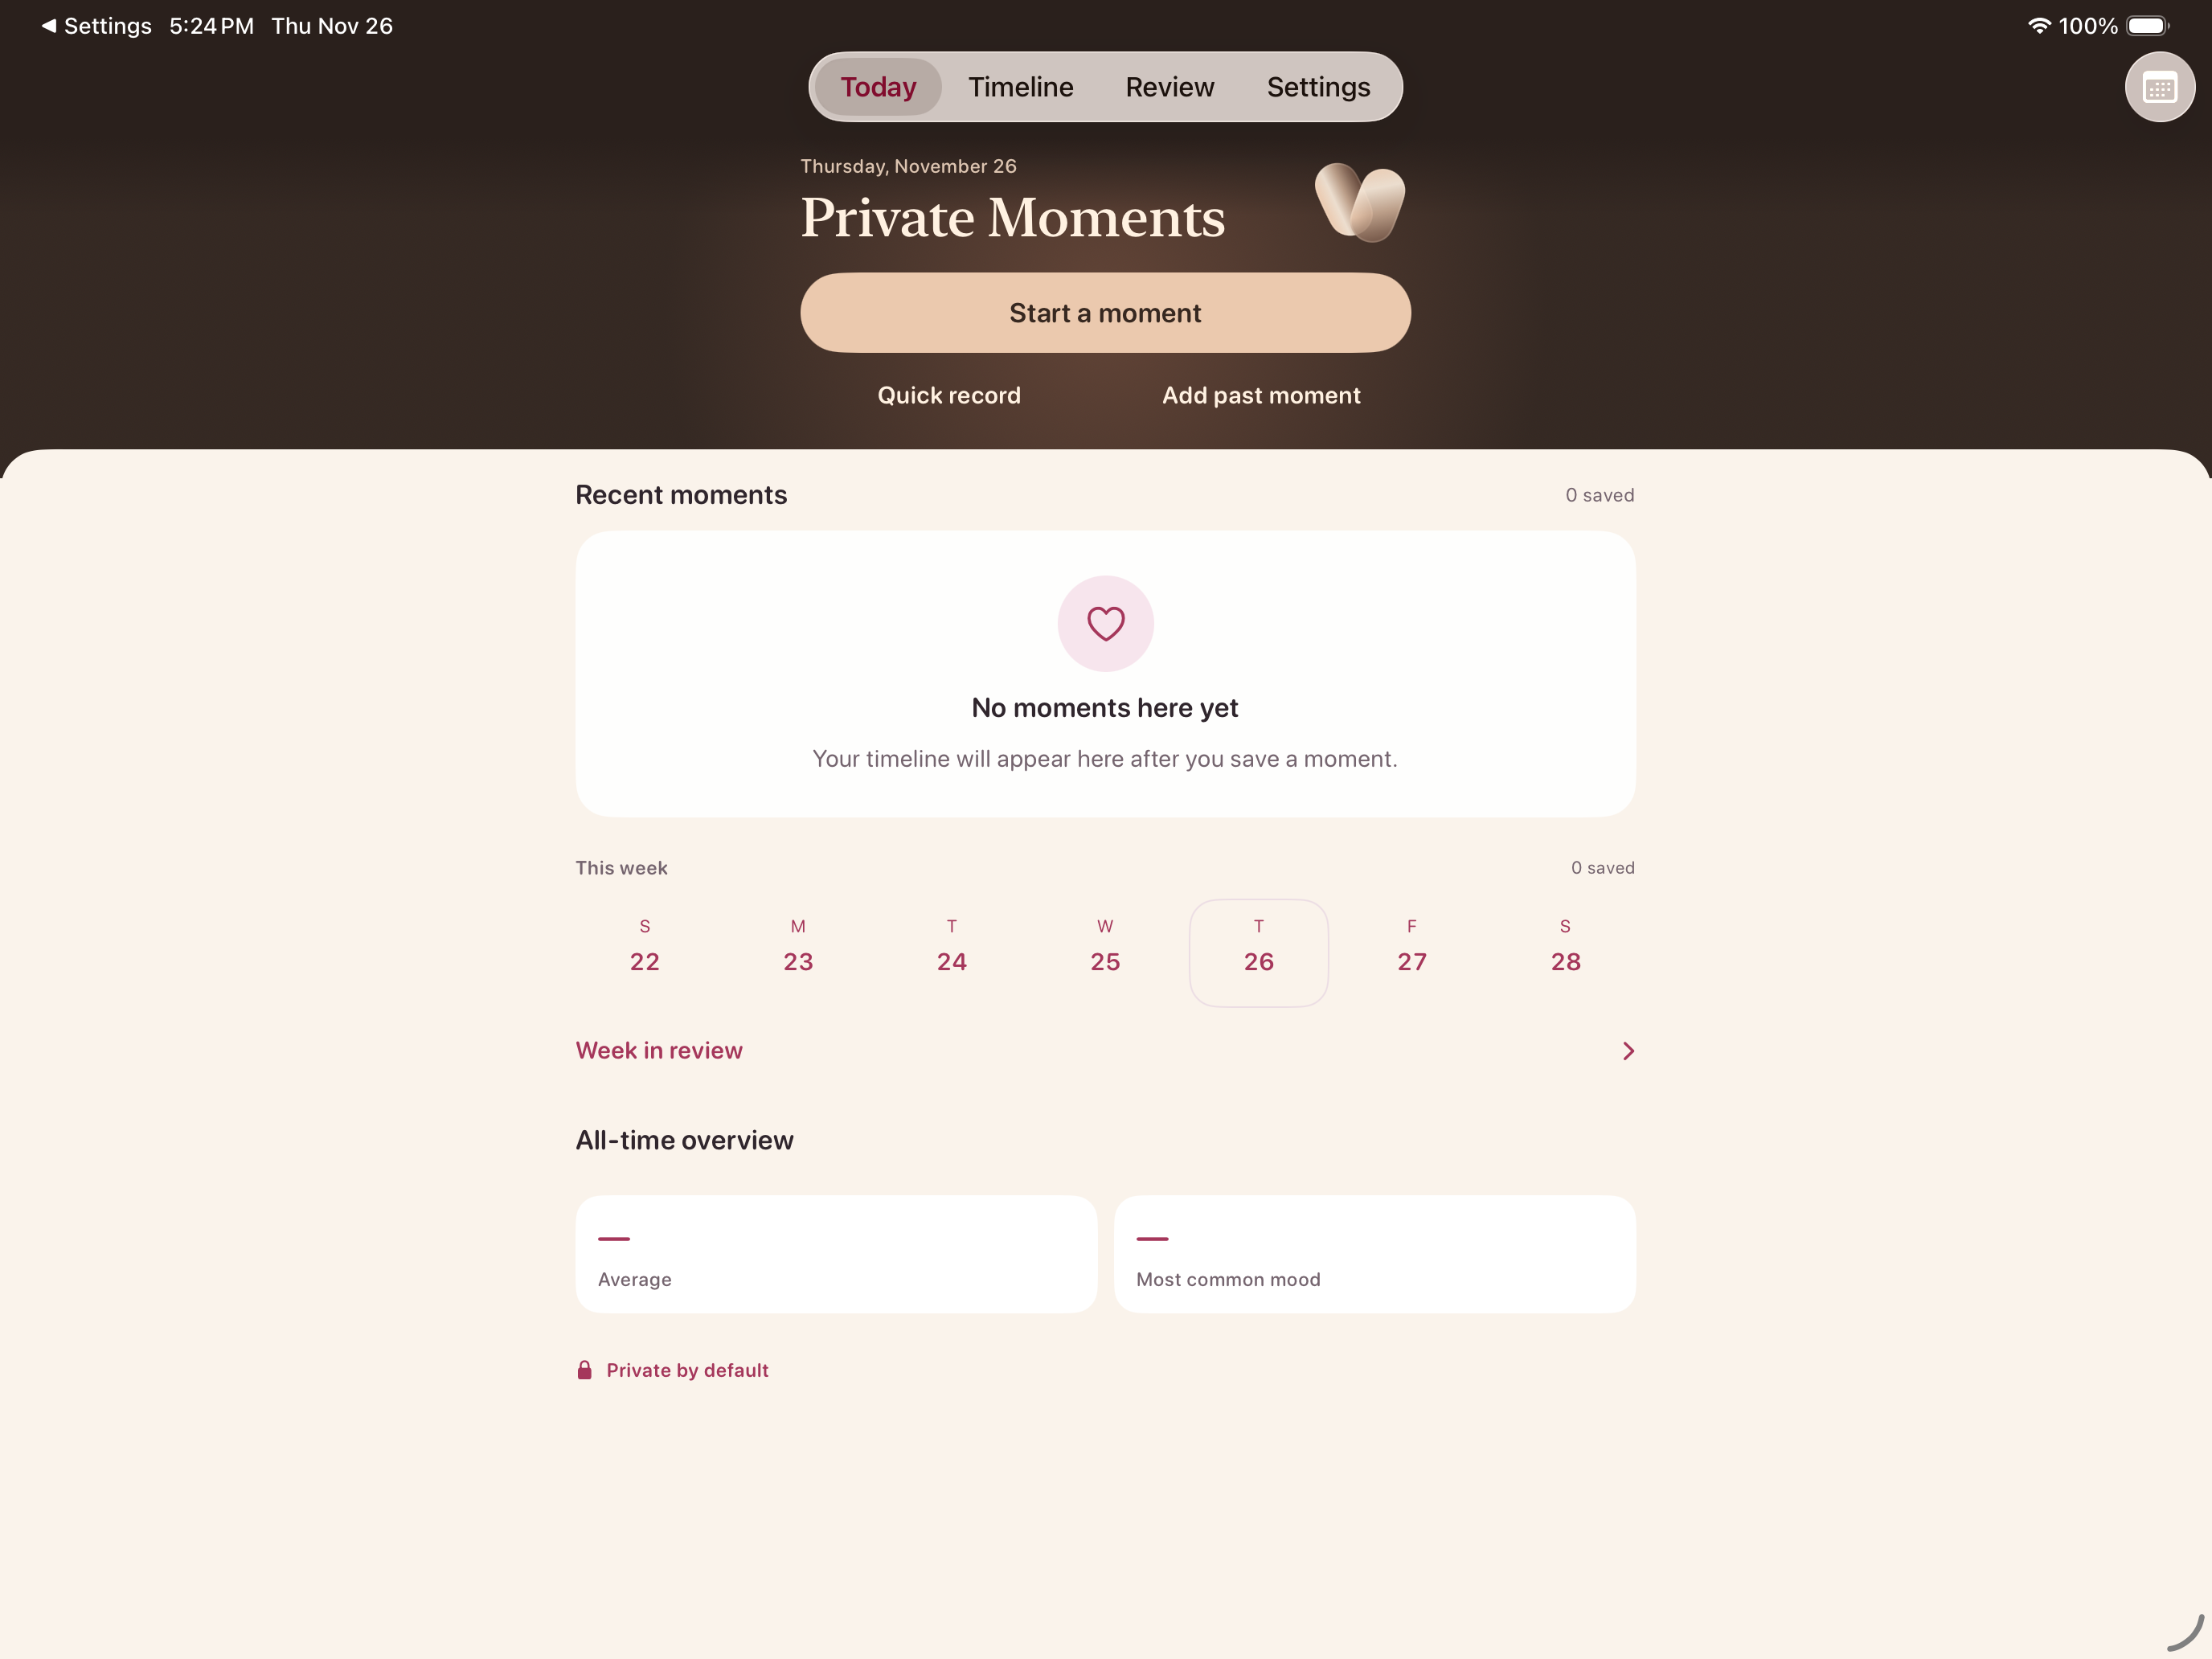 Settings 5:24 PM Thu Nov 26
100%
Today Timeline Review Settings
Thursday, November 26
Private Moments
Start a moment
Quick record Add past moment
Recent moments 0 saved
No moments here yet
Your timeline will appear here after you save a moment.
This week 0 saved
S M T W T F S
22 23 24 25 26 27 28
Week in review
All-time overview
— —
Average Most common mood
Private by default